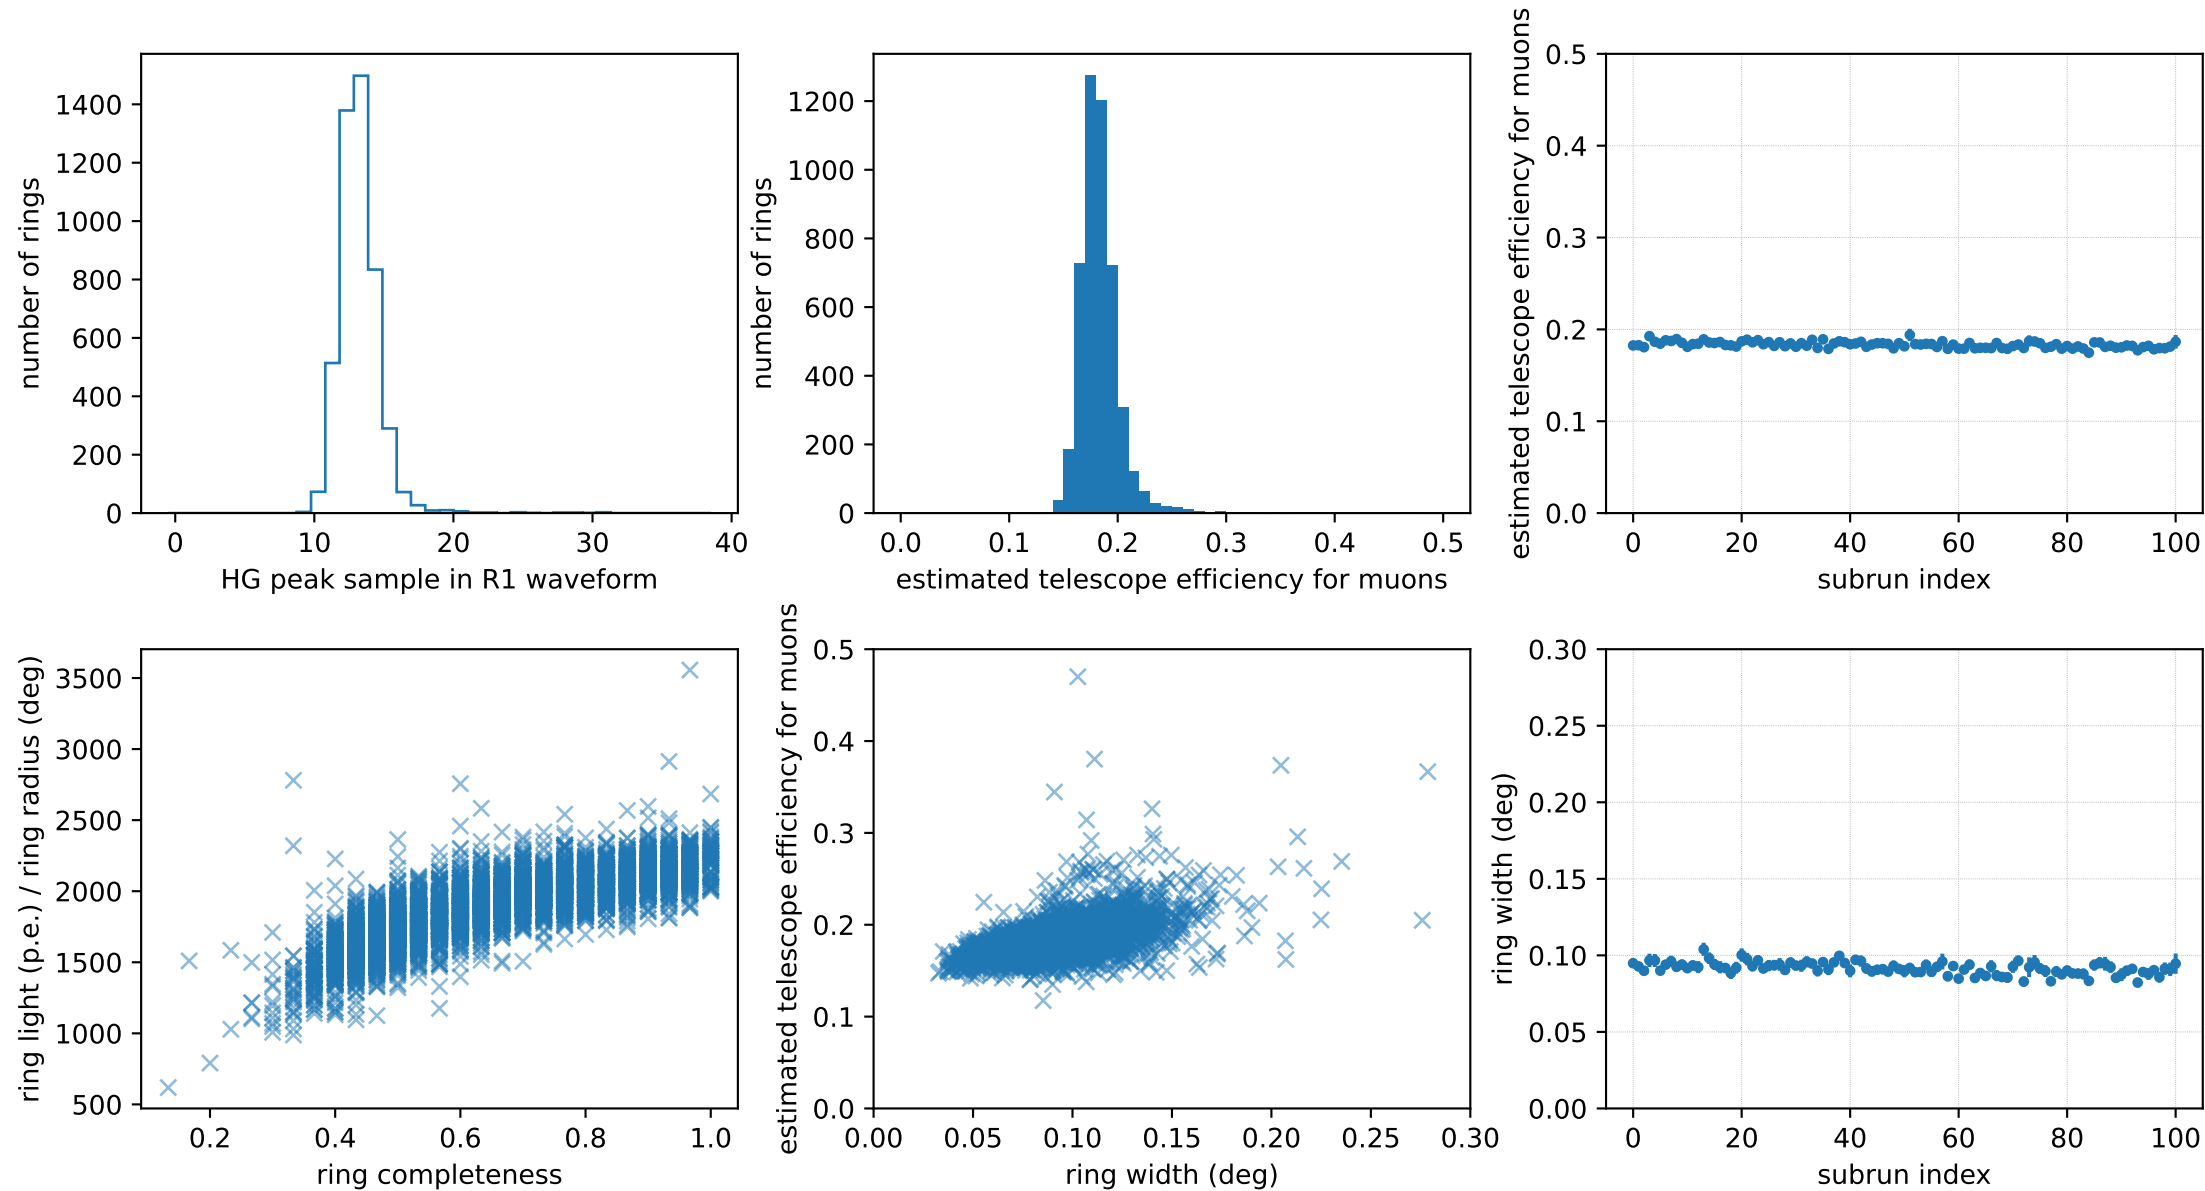 1400
1200
1000
800
600
400
200
0
number of rings
0 10 20 30 40
HG peak sample in R1 waveform
1200
1000
800
600
400
200
0
number of rings
0.0 0.1 0.2 0.3 0.4 0.5
estimated telescope efficiency for muons
0.5
0.4
0.3
0.2
0.1
0.0
estimated telescope efficiency for muons
0 20 40 60 80 100
subrun index
3500
3000
2500
2000
1500
1000
500
ring light (p.e.) / ring radius (deg)
0.2 0.4 0.6 0.8 1.0
ring completeness
0.5
0.4
0.3
0.2
0.1
0.0
estimated telescope efficiency for muons
0.00 0.05 0.10 0.15 0.20 0.25 0.30
ring width (deg)
0.30
0.25
0.20
0.15
0.10
0.05
0.00
ring width (deg)
0 20 40 60 80 100
subrun index